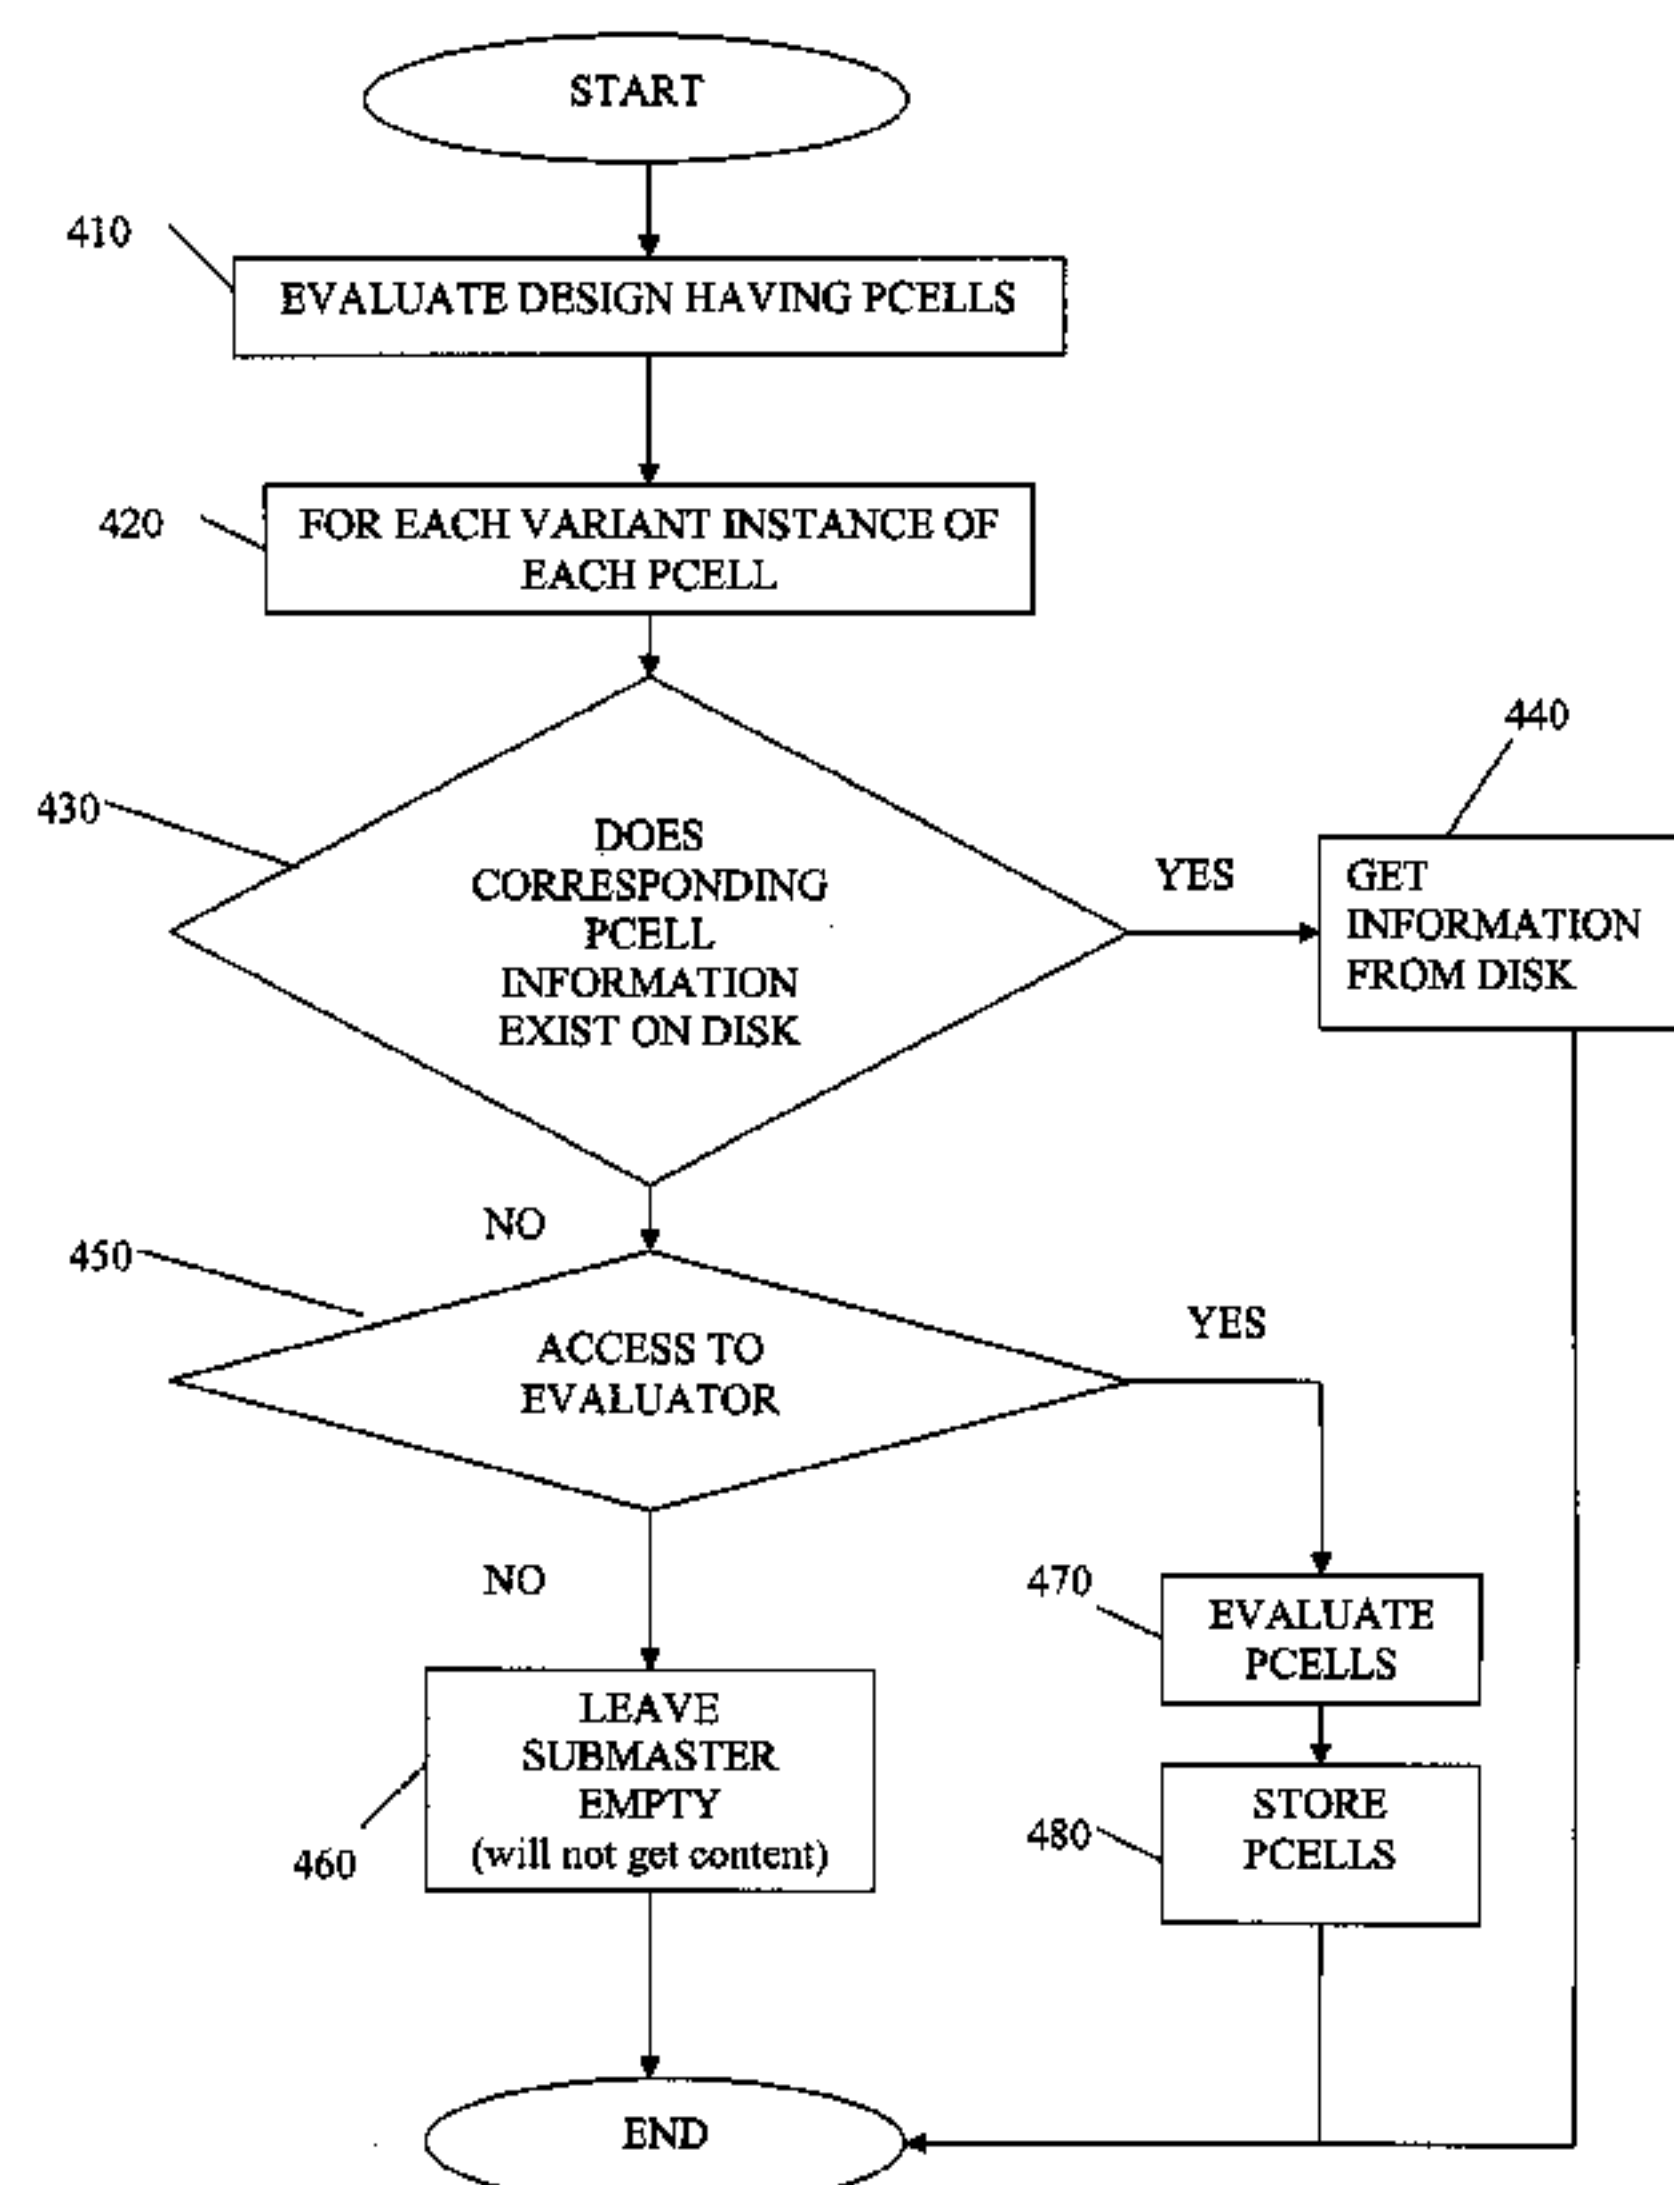 START
410
EVALUATE DESIGN HAVING PCELLS
420
FOR EACH VARIANT INSTANCE OF
EACH PCELL
430
DOES
CORRESPONDING
PCELL
INFORMATION
EXIST ON DISK
YES
440
GET
INFORMATION
FROM DISK
NO
450
ACCESS TO
EVALUATOR
YES
NO
470
EVALUATE
PCELLS
LEAVE
SUBMASTER
EMPTY
(will not get content)
460
480
STORE
PCELLS
END